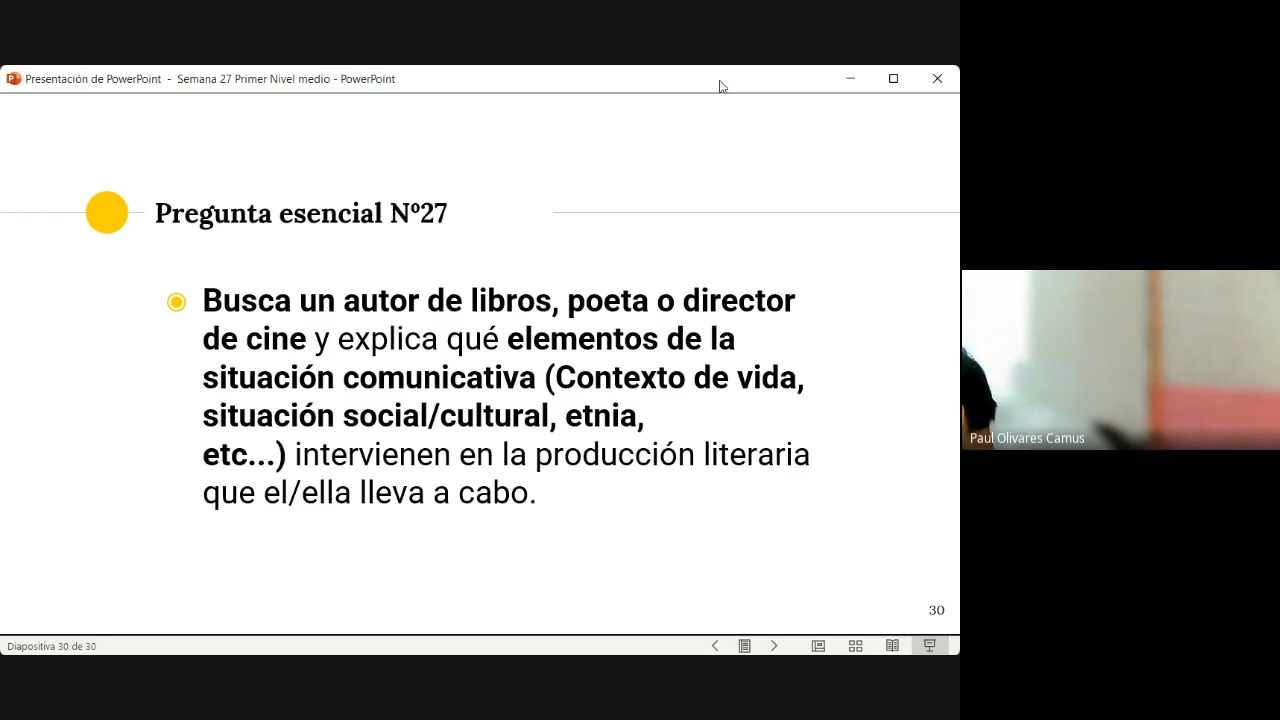 Presentación de PowerPoint - Semana 27 Primer Nivel medio - PowerPoint
Pregunta esencial Nº27
Busca un autor de libros, poeta o director
de cine y explica qué elementos de la
situación comunicativa (Contexto de vida,
situación social/cultural, etnia,
etc...) intervienen en la producción literaria
que el/ella lleva a cabo.
Paul Olivares Camus
30
Diapositiva 30 de 30